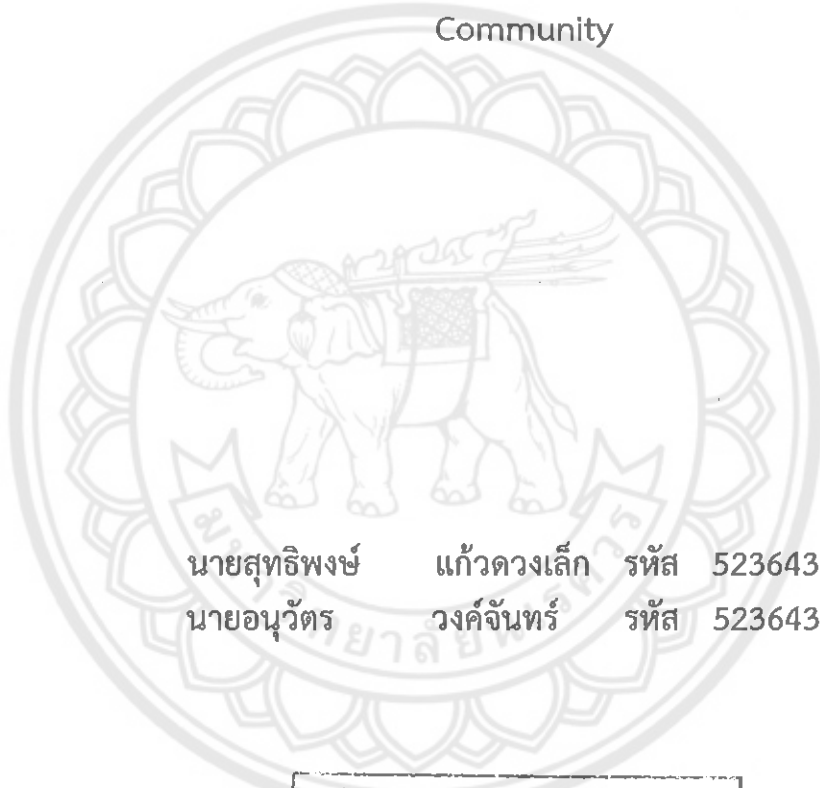 Community
นายสุทธิพงษ์ แก้วดวงเล็ก รหัส 523643
นายอนุวัตร วงค์จันทร์ รหัส 523643